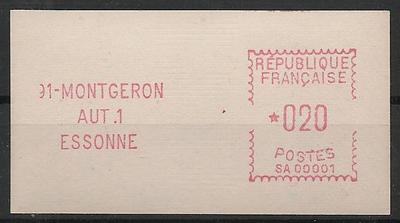 91-MONTGERON
AUT.1
ESSONNE
RÉPUBLIQUE
FRANÇAISE
*020
POSTES
SA 00001